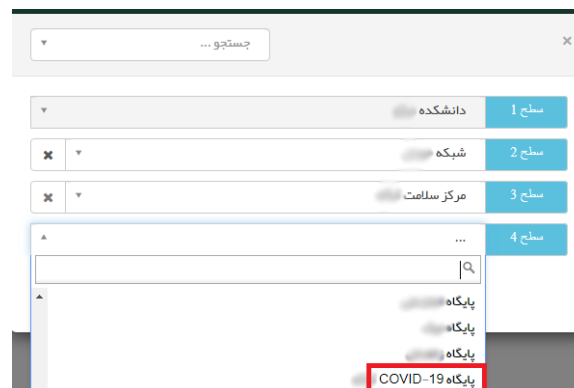 جستجو ...
×
سطح 1 دانشکده
سطح 2 شبکه
سطح 3 مرکز سلامت
سطح 4 ...
پایگاه
پایگاه
پایگاه
پایگاه COVID-19